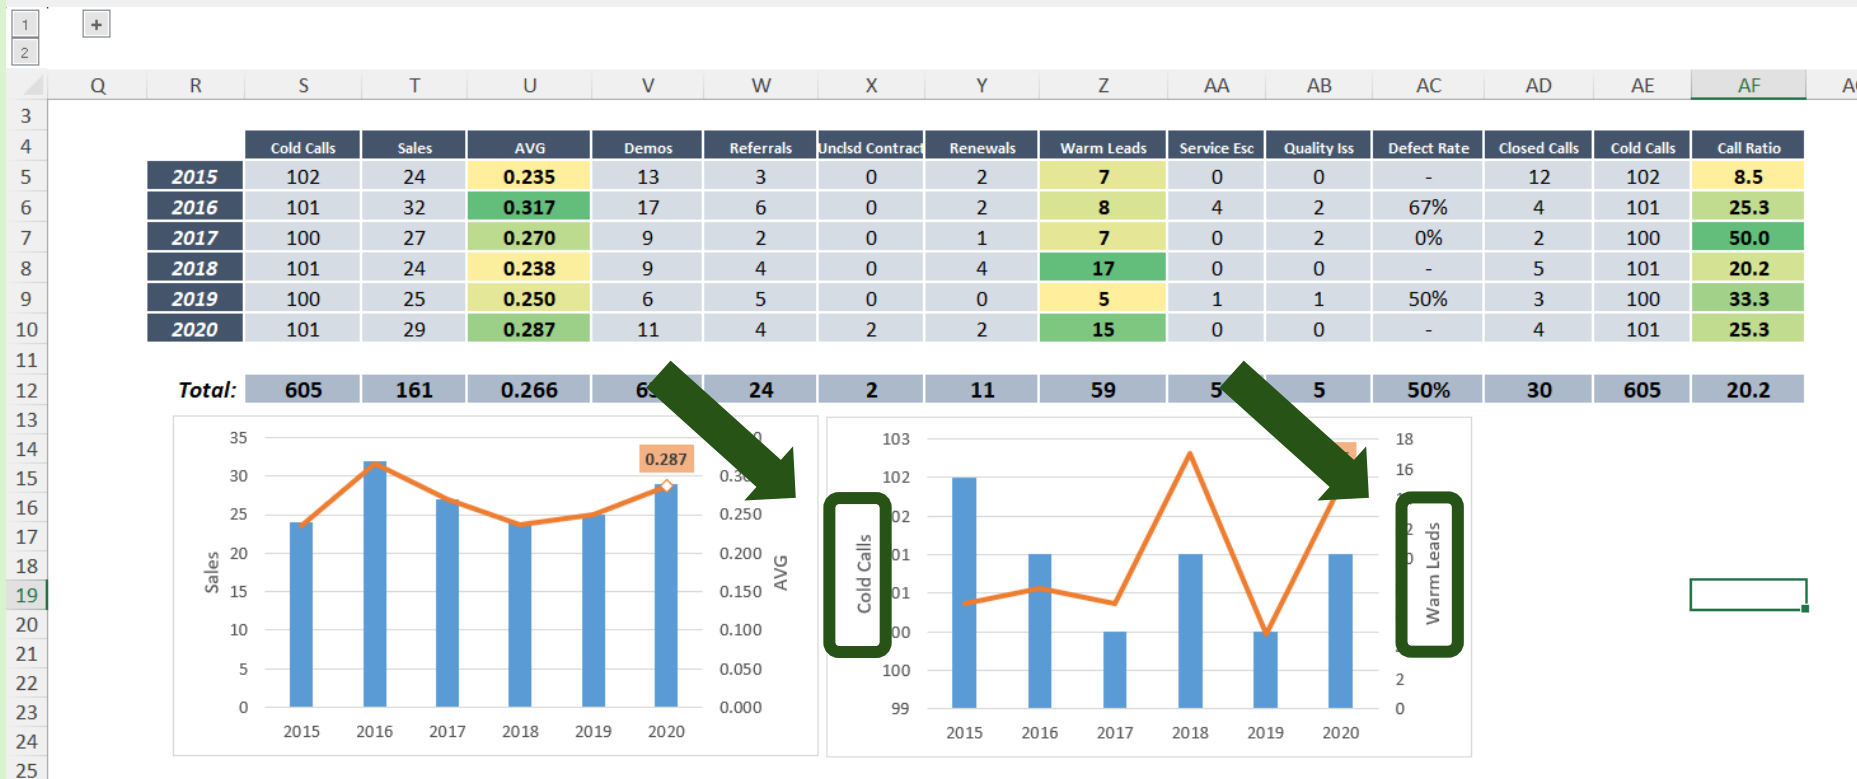 1 +
2
Q R S T U V W X Y Z AA AB AC AD AE AF
3
4 Cold Calls Sales AVG Demos Referrals Unclsd Contract Renewals Warm Leads Service Esc Quality Iss Defect Rate Closed Calls Cold Calls Call Ratio
5 2015 102 24 0.235 13 3 0 2 7 0 0 - 12 102 8.5
6 2016 101 32 0.317 17 6 0 2 8 4 2 67% 4 101 25.3
7 2017 100 27 0.270 9 2 0 1 7 0 2 0% 2 100 50.0
8 2018 101 24 0.238 9 4 0 4 17 0 0 - 5 101 20.2
9 2019 100 25 0.250 6 5 0 0 5 1 1 50% 3 100 33.3
10 2020 101 29 0.287 11 4 2 2 15 0 0 - 4 101 25.3
11
12 Total: 605 161 0.266 24 2 11 59 5 5 50% 30 605 20.2
13
14
15
16
17
18
19
20
21
22
23
24
25
35
30
25
20
15
10
5
0
Sales
0.287
0.250
0.200
0.150
0.100
0.050
0.000
AVG
2015 2016 2017 2018 2019 2020
103
102
100
99
Cold Calls
18
16
2
0
Warm Leads
2015 2016 2017 2018 2019 2020